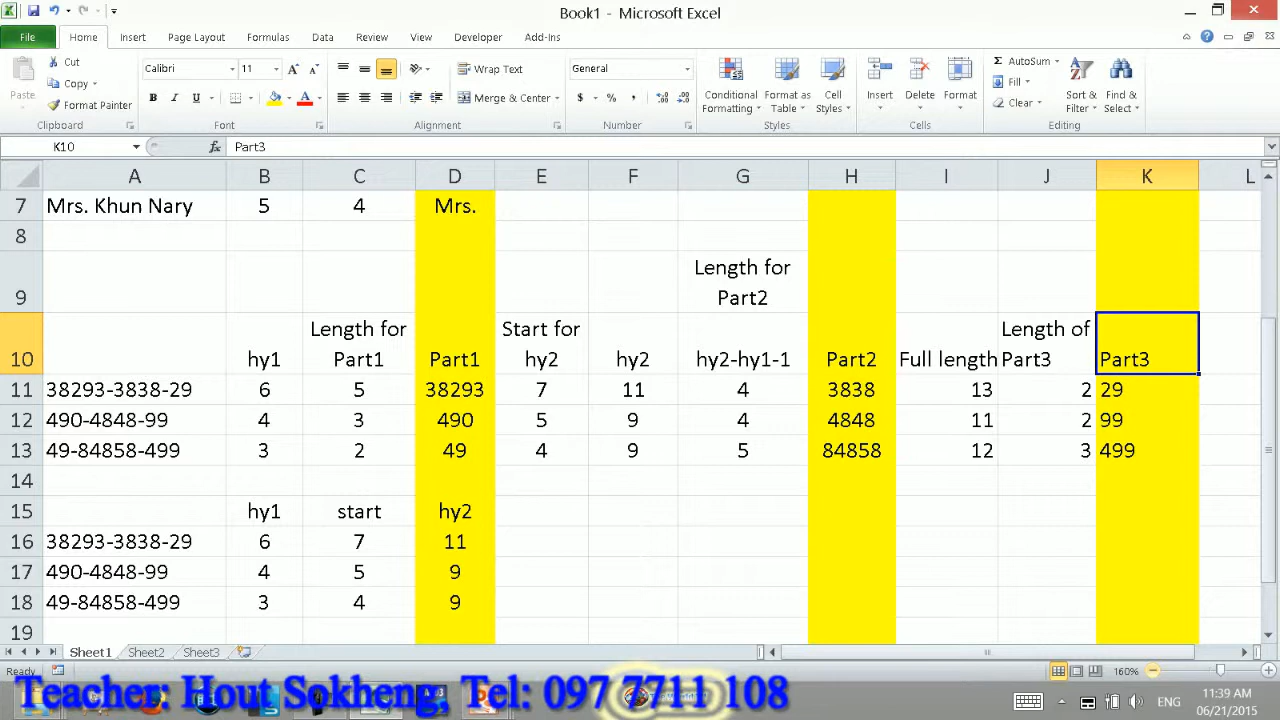 Book1 - Microsoft Excel
File Home Insert Page Layout Formulas Data Review View Developer Add-Ins
Cut
Copy
Format Painter
Paste
Clipboard
Calibri 11
B I U A
Font
Wrap Text
Merge & Center
Alignment
General
$ % ,
Number
Conditional Formatting
Format as Table
Cell Styles
Styles
Insert Delete Format
Cells
AutoSum
Fill
Clear
Sort & Filter
Find & Select
Editing
K10 fx Part3
A B C D E F G H I J K L
7 Mrs. Khun Nary 5 4 Mrs.
8
9 Length for Part2
10 hy1 Length for Part1 Part1 Start for hy2 hy2 hy2-hy1-1 Part2 Full length Length of Part3 Part3
11 38293-3838-29 6 5 38293 7 11 4 3838 13 2 29
12 490-4848-99 4 3 490 5 9 4 4848 11 2 99
13 49-84858-499 3 2 49 4 9 5 84858 12 3 499
14
15 hy1 start hy2
16 38293-3838-29 6 7 11
17 490-4848-99 4 5 9
18 49-84858-499 3 4 9
19
Sheet1 Sheet2 Sheet3
Ready 160%
Teacher: Hout Sokheng, Tel: 097 7711 108
ENG
11:39 AM
06/21/2015